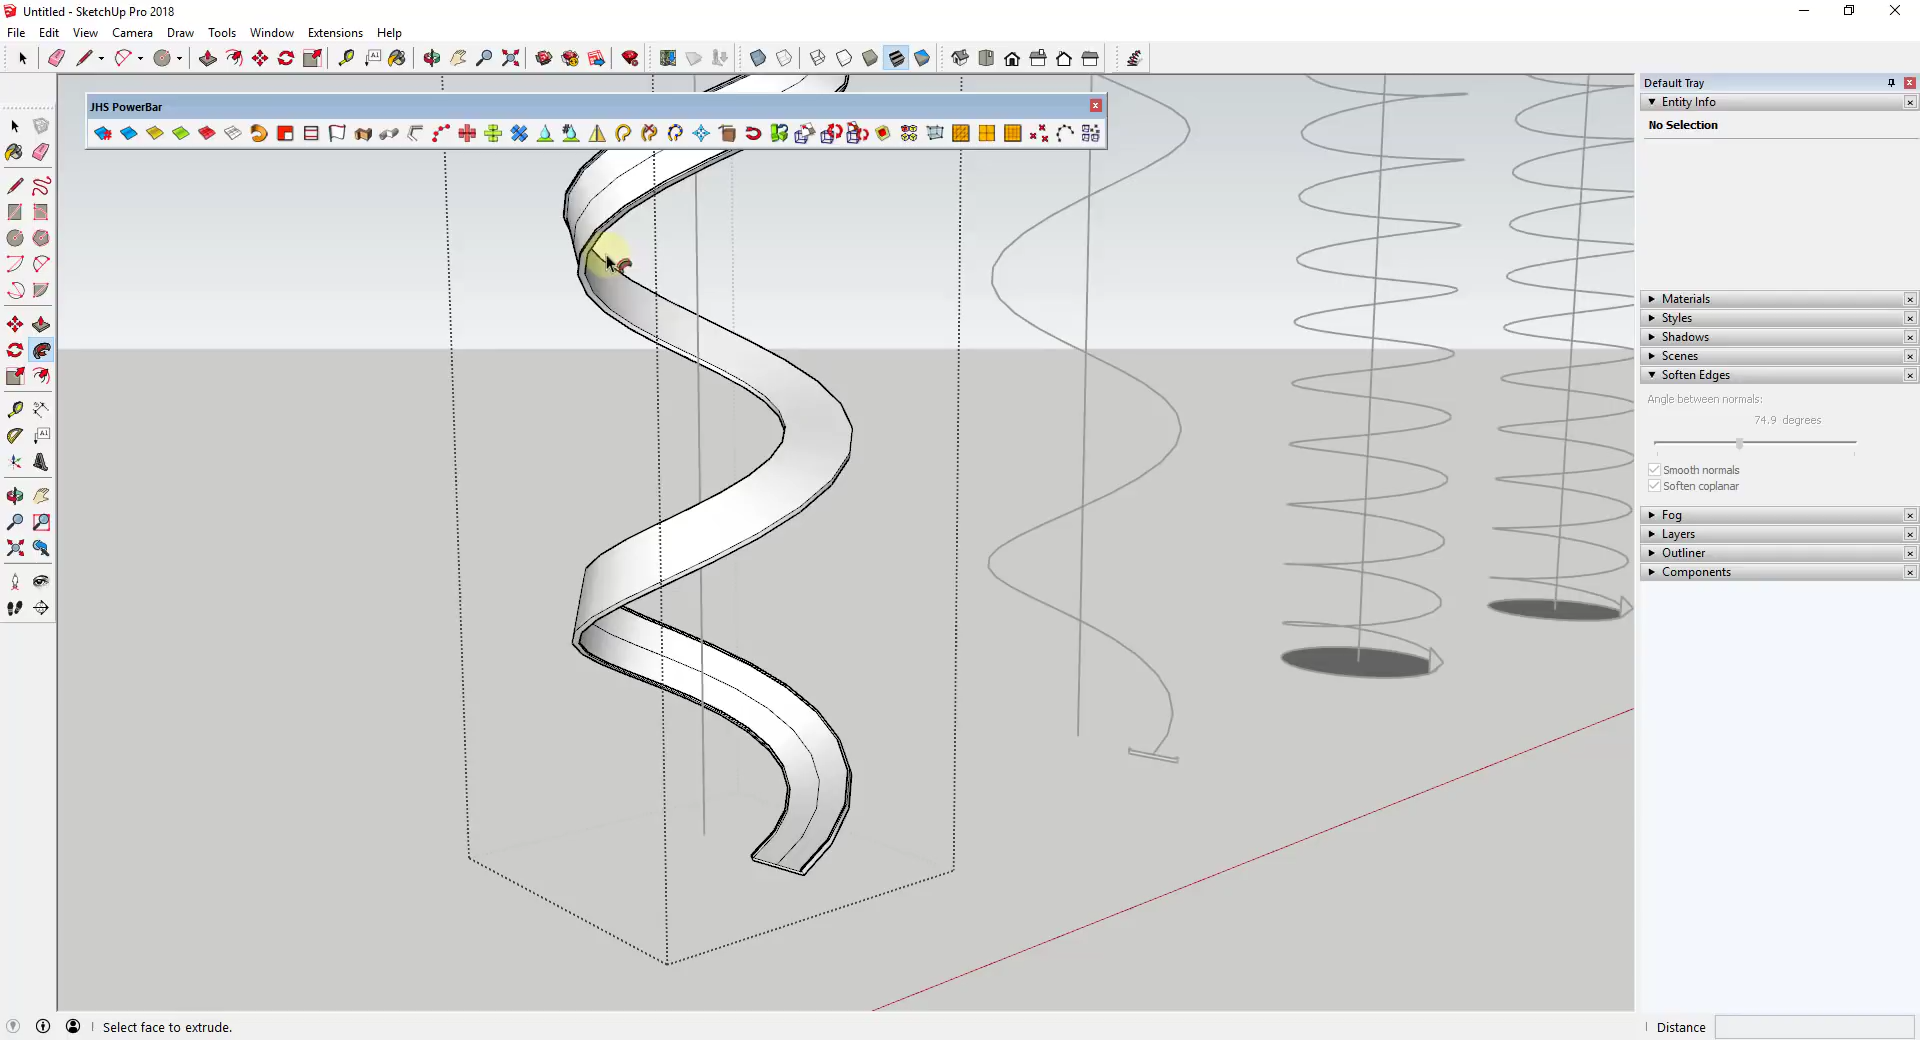 Untitled - SketchUp Pro 2018
File Edit View Camera Draw Tools Window Extensions Help
JHS PowerBar
Default Tray
Entity Info
No Selection
Materials
Styles
Shadows
Scenes
Soften Edges
Angle between normals:
74.9 degrees
Smooth normals
Soften coplanar
Fog
Layers
Outliner
Components
Select face to extrude.
Distance